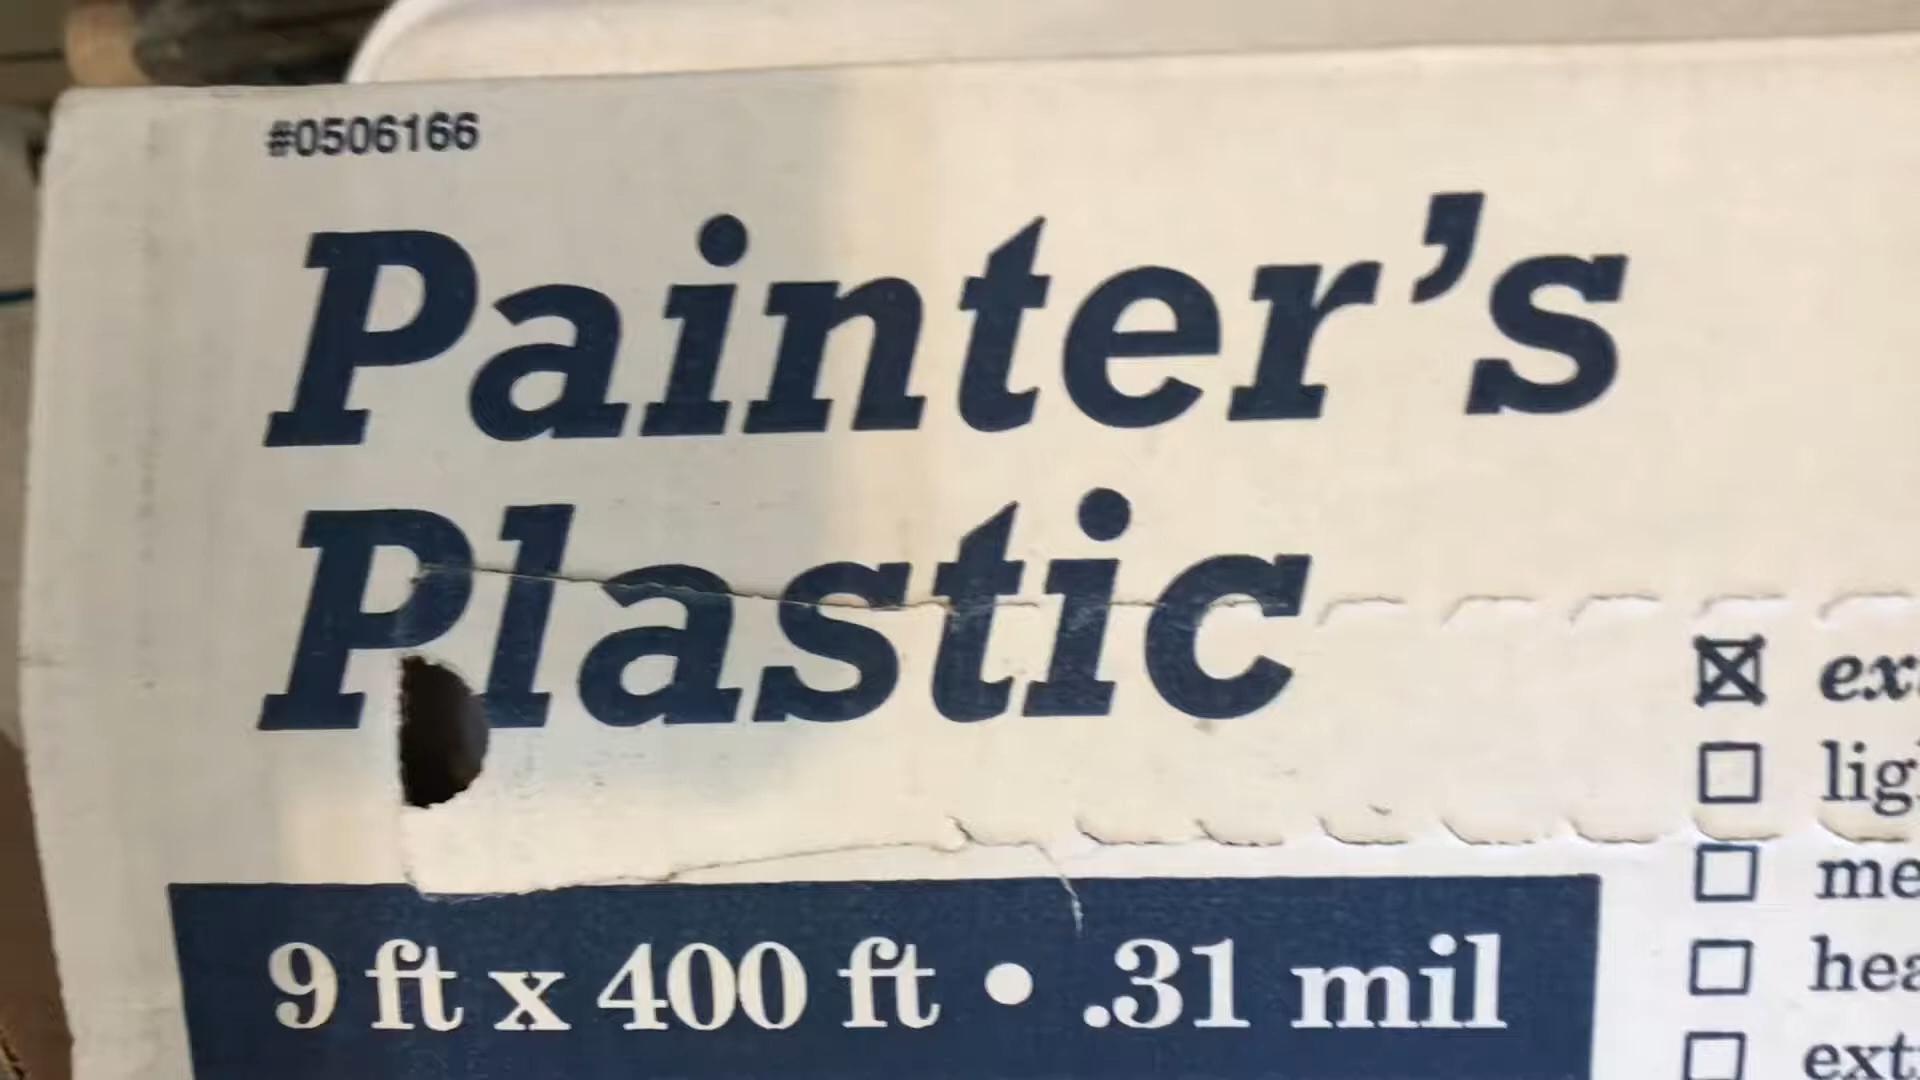 #0506166
Painter's
Plastic
9 ft x 400 ft • .31 mil